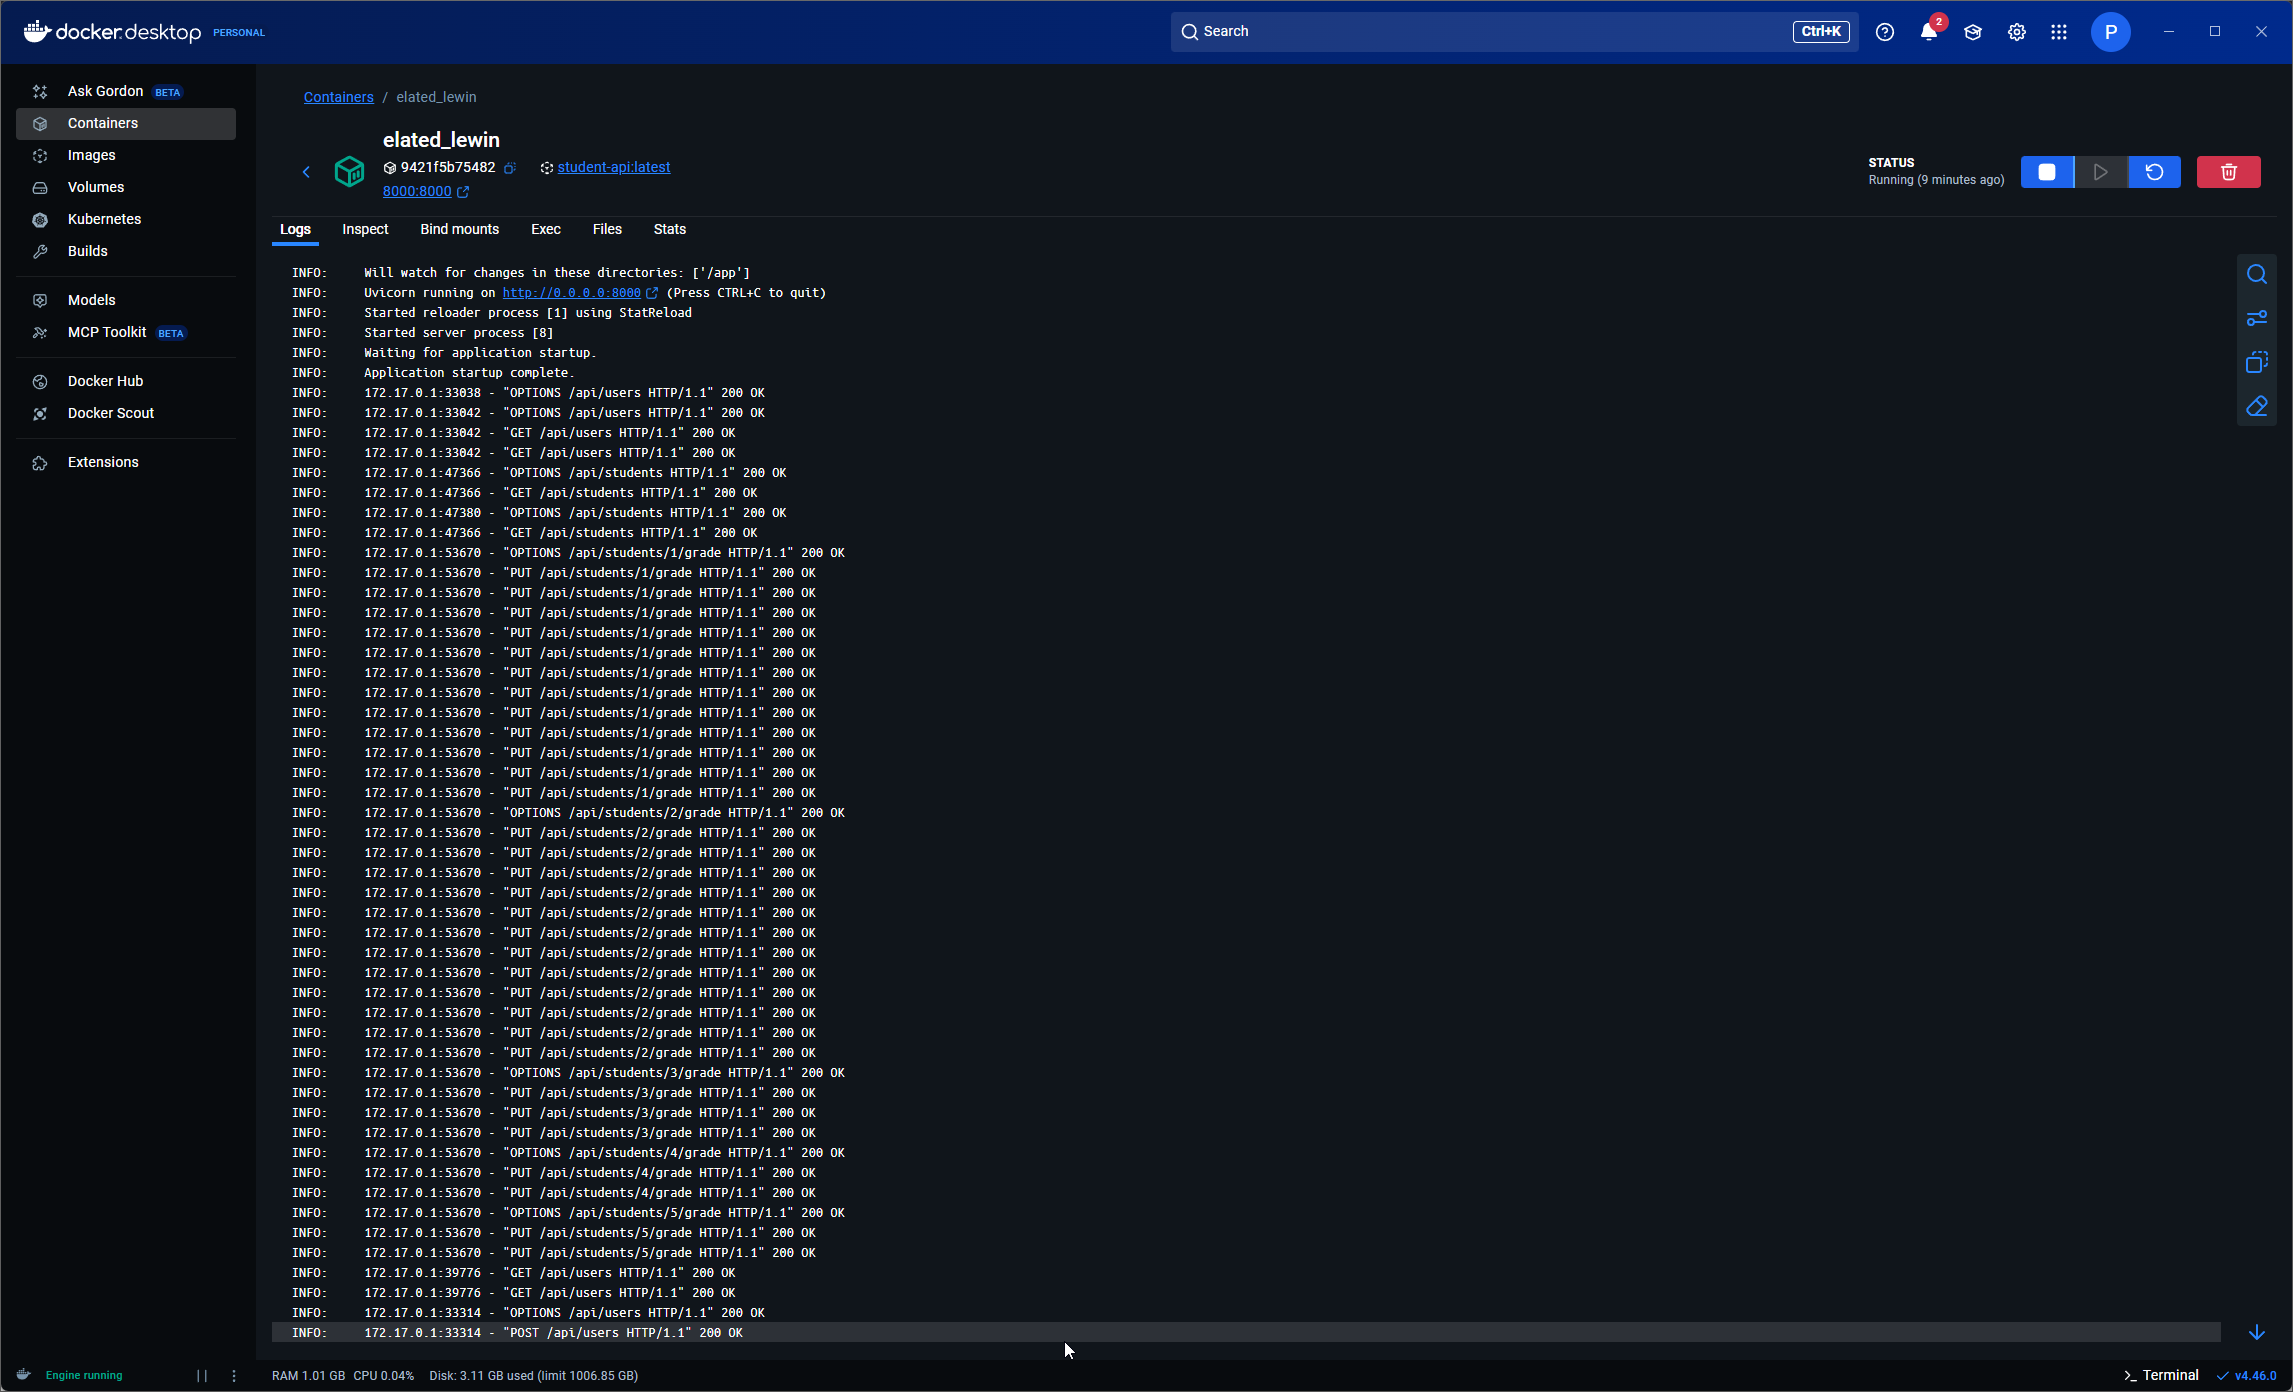 docker.desktop PERSONAL
Search
Ctrl+K
2
P
Ask Gordon BETA
Containers
Images
Volumes
Kubernetes
Builds
Models
MCP Toolkit BETA
Docker Hub
Docker Scout
Extensions
Containers / elated_lewin
elated_lewin
9421f5b75482 student-api:latest
8000:8000
STATUS
Running (9 minutes ago)
Logs Inspect Bind mounts Exec Files Stats
INFO: Will watch for changes in these directories: ['/app']
INFO: Uvicorn running on http://0.0.0.0:8000 (Press CTRL+C to quit)
INFO: Started reloader process [1] using StatReload
INFO: Started server process [8]
INFO: Waiting for application startup.
INFO: Application startup complete.
INFO: 172.17.0.1:33038 - "OPTIONS /api/users HTTP/1.1" 200 OK
INFO: 172.17.0.1:33042 - "OPTIONS /api/users HTTP/1.1" 200 OK
INFO: 172.17.0.1:33042 - "GET /api/users HTTP/1.1" 200 OK
INFO: 172.17.0.1:33042 - "GET /api/users HTTP/1.1" 200 OK
INFO: 172.17.0.1:47366 - "OPTIONS /api/students HTTP/1.1" 200 OK
INFO: 172.17.0.1:47366 - "GET /api/students HTTP/1.1" 200 OK
INFO: 172.17.0.1:47380 - "OPTIONS /api/students HTTP/1.1" 200 OK
INFO: 172.17.0.1:47366 - "GET /api/students HTTP/1.1" 200 OK
INFO: 172.17.0.1:53670 - "OPTIONS /api/students/1/grade HTTP/1.1" 200 OK
INFO: 172.17.0.1:53670 - "PUT /api/students/1/grade HTTP/1.1" 200 OK
INFO: 172.17.0.1:53670 - "PUT /api/students/1/grade HTTP/1.1" 200 OK
INFO: 172.17.0.1:53670 - "PUT /api/students/1/grade HTTP/1.1" 200 OK
INFO: 172.17.0.1:53670 - "PUT /api/students/1/grade HTTP/1.1" 200 OK
INFO: 172.17.0.1:53670 - "PUT /api/students/1/grade HTTP/1.1" 200 OK
INFO: 172.17.0.1:53670 - "PUT /api/students/1/grade HTTP/1.1" 200 OK
INFO: 172.17.0.1:53670 - "PUT /api/students/1/grade HTTP/1.1" 200 OK
INFO: 172.17.0.1:53670 - "PUT /api/students/1/grade HTTP/1.1" 200 OK
INFO: 172.17.0.1:53670 - "PUT /api/students/1/grade HTTP/1.1" 200 OK
INFO: 172.17.0.1:53670 - "PUT /api/students/1/grade HTTP/1.1" 200 OK
INFO: 172.17.0.1:53670 - "PUT /api/students/1/grade HTTP/1.1" 200 OK
INFO: 172.17.0.1:53670 - "PUT /api/students/1/grade HTTP/1.1" 200 OK
INFO: 172.17.0.1:53670 - "OPTIONS /api/students/2/grade HTTP/1.1" 200 OK
INFO: 172.17.0.1:53670 - "PUT /api/students/2/grade HTTP/1.1" 200 OK
INFO: 172.17.0.1:53670 - "PUT /api/students/2/grade HTTP/1.1" 200 OK
INFO: 172.17.0.1:53670 - "PUT /api/students/2/grade HTTP/1.1" 200 OK
INFO: 172.17.0.1:53670 - "PUT /api/students/2/grade HTTP/1.1" 200 OK
INFO: 172.17.0.1:53670 - "PUT /api/students/2/grade HTTP/1.1" 200 OK
INFO: 172.17.0.1:53670 - "PUT /api/students/2/grade HTTP/1.1" 200 OK
INFO: 172.17.0.1:53670 - "PUT /api/students/2/grade HTTP/1.1" 200 OK
INFO: 172.17.0.1:53670 - "PUT /api/students/2/grade HTTP/1.1" 200 OK
INFO: 172.17.0.1:53670 - "PUT /api/students/2/grade HTTP/1.1" 200 OK
INFO: 172.17.0.1:53670 - "PUT /api/students/2/grade HTTP/1.1" 200 OK
INFO: 172.17.0.1:53670 - "PUT /api/students/2/grade HTTP/1.1" 200 OK
INFO: 172.17.0.1:53670 - "PUT /api/students/2/grade HTTP/1.1" 200 OK
INFO: 172.17.0.1:53670 - "OPTIONS /api/students/3/grade HTTP/1.1" 200 OK
INFO: 172.17.0.1:53670 - "PUT /api/students/3/grade HTTP/1.1" 200 OK
INFO: 172.17.0.1:53670 - "PUT /api/students/3/grade HTTP/1.1" 200 OK
INFO: 172.17.0.1:53670 - "PUT /api/students/3/grade HTTP/1.1" 200 OK
INFO: 172.17.0.1:53670 - "OPTIONS /api/students/4/grade HTTP/1.1" 200 OK
INFO: 172.17.0.1:53670 - "PUT /api/students/4/grade HTTP/1.1" 200 OK
INFO: 172.17.0.1:53670 - "PUT /api/students/4/grade HTTP/1.1" 200 OK
INFO: 172.17.0.1:53670 - "OPTIONS /api/students/5/grade HTTP/1.1" 200 OK
INFO: 172.17.0.1:53670 - "PUT /api/students/5/grade HTTP/1.1" 200 OK
INFO: 172.17.0.1:53670 - "PUT /api/students/5/grade HTTP/1.1" 200 OK
INFO: 172.17.0.1:39776 - "GET /api/users HTTP/1.1" 200 OK
INFO: 172.17.0.1:39776 - "GET /api/users HTTP/1.1" 200 OK
INFO: 172.17.0.1:33314 - "OPTIONS /api/users HTTP/1.1" 200 OK
INFO: 172.17.0.1:33314 - "POST /api/users HTTP/1.1" 200 OK
Engine running
RAM 1.01 GB CPU 0.04% Disk: 3.11 GB used (limit 1006.85 GB)
Terminal
v4.46.0